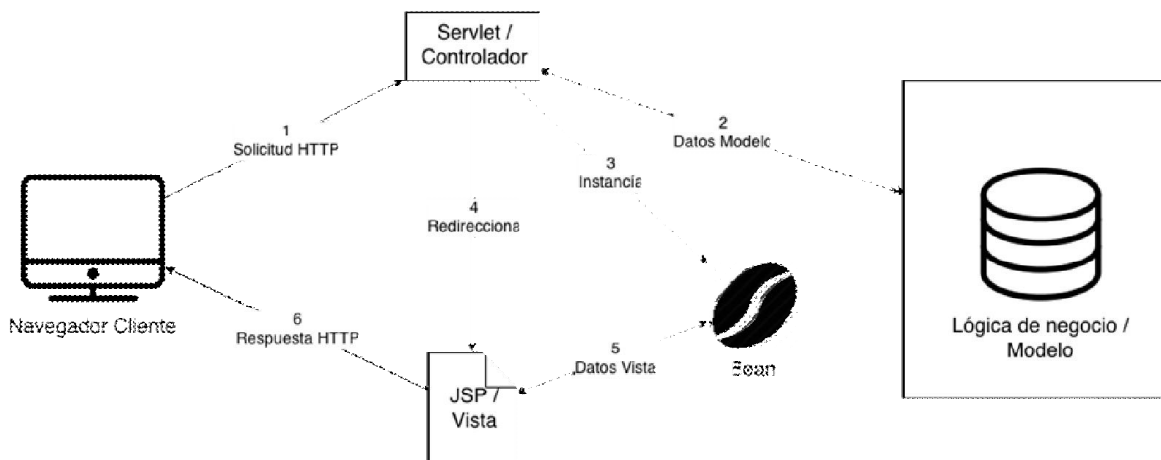 Servlet /
Controlador
1
Solicitud HTTP
2
Datos Modelo
3
Instancia
4
Redirecciona
Navegador Cliente
6
Respuesta HTTP
5
Datos Vista
Bean
JSP /
Vista
Lógica de negocio /
Modelo